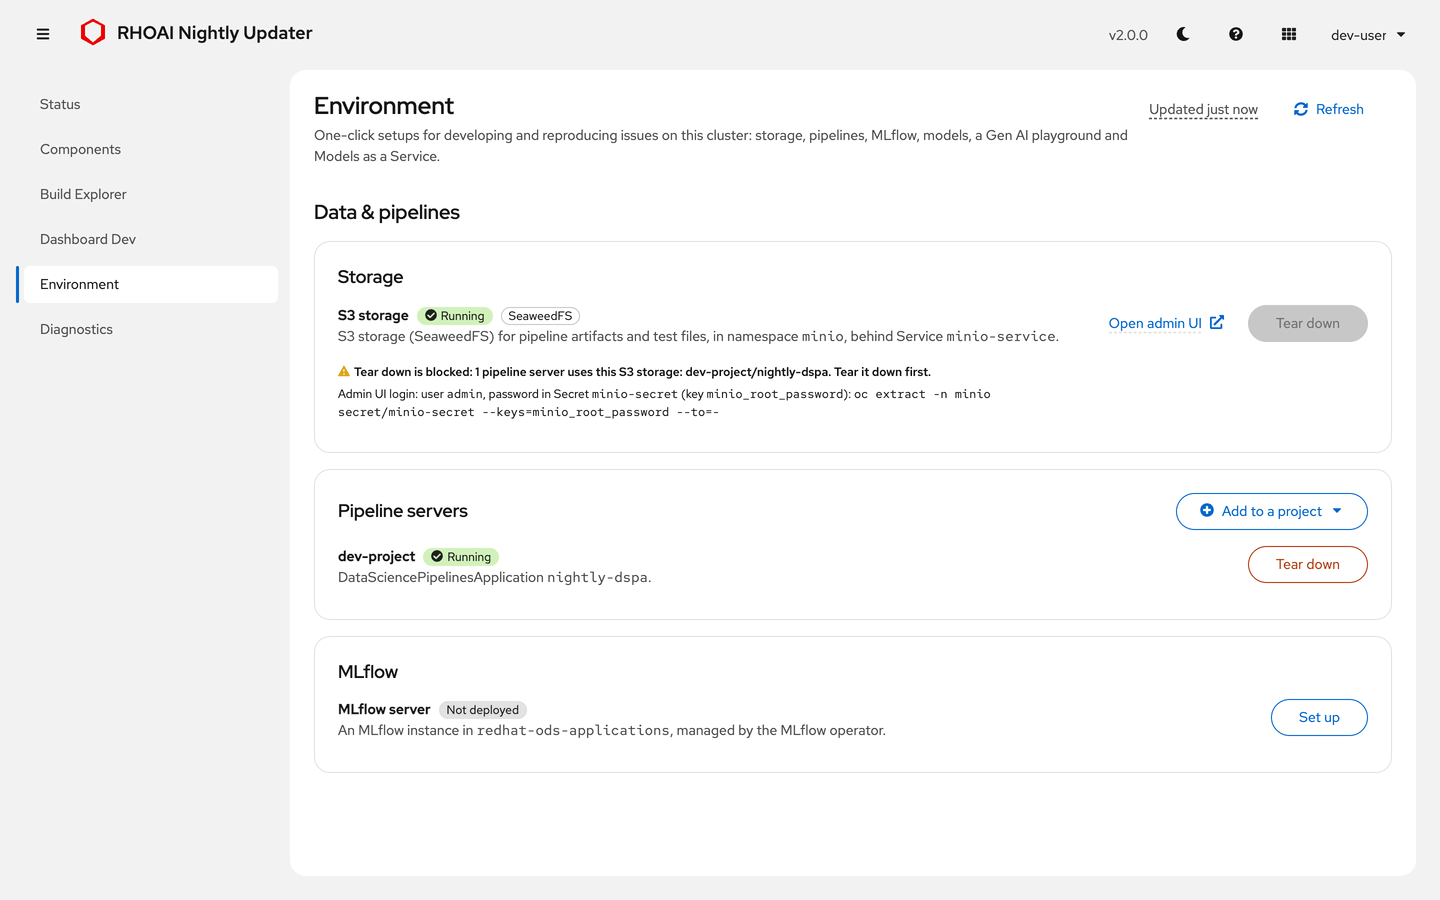 RHOAI Nightly Updater
v2.0.0
dev-user
Status
Components
Build Explorer
Dashboard Dev
Environment
Diagnostics
Environment
Updated just now
Refresh
One-click setups for developing and reproducing issues on this cluster: storage, pipelines, MLflow, models, a Gen AI playground and
Models as a Service.
Data & pipelines
Storage
S3 storage Running SeaweedFS
S3 storage (SeaweedFS) for pipeline artifacts and test files, in namespace minio, behind Service minio-service.
Open admin UI
Tear down
Tear down is blocked: 1 pipeline server uses this S3 storage: dev-project/nightly-dspa. Tear it down first.
Admin UI login: user admin, password in Secret minio-secret (key minio_root_password): oc extract -n minio
secret/minio-secret --keys=minio_root_password --to=-
Pipeline servers
Add to a project
dev-project Running
DataSciencePipelinesApplication nightly-dspa.
Tear down
MLflow
MLflow server Not deployed
An MLflow instance in redhat-ods-applications, managed by the MLflow operator.
Set up